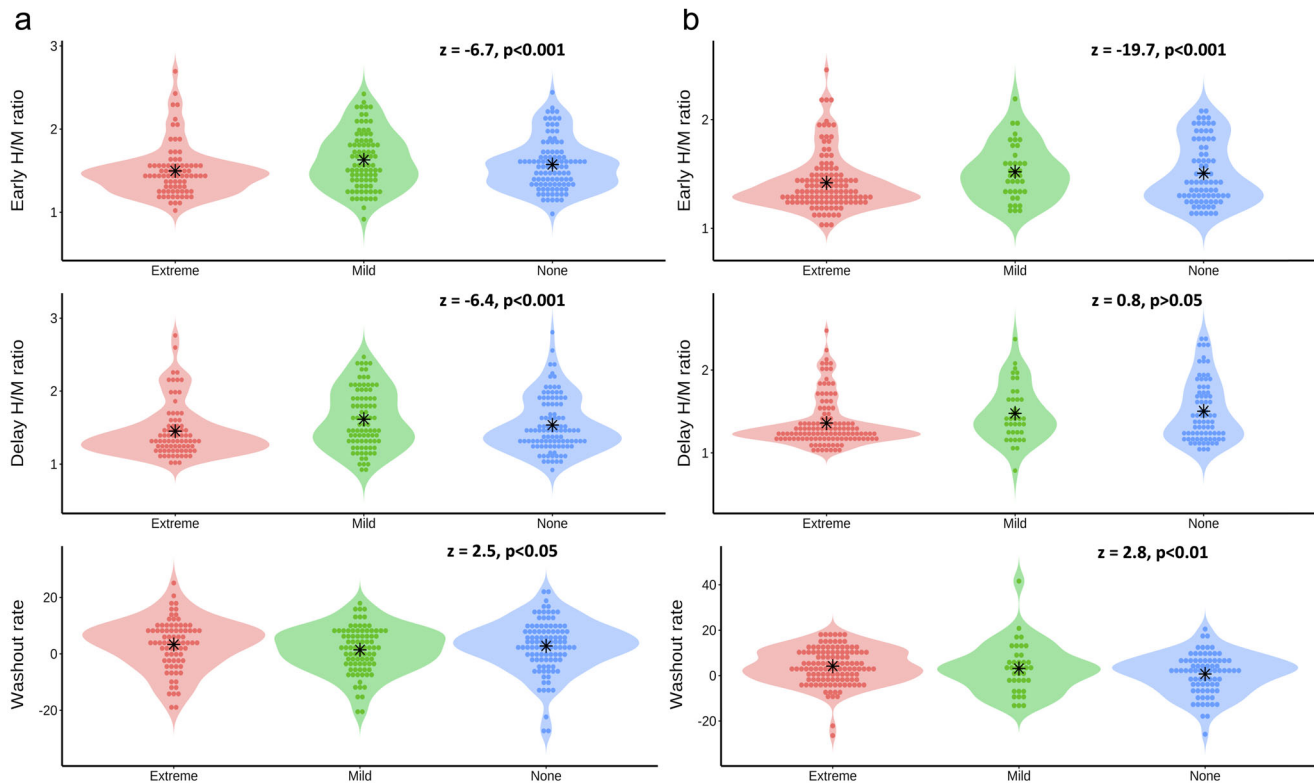 a
z = -6.7, p<0.001
Early H/M ratio
3
2
1
Extreme Mild None
z = -6.4, p<0.001
Delay H/M ratio
3
2
1
Extreme Mild None
z = 2.5, p<0.05
Washout rate
20
0
-20
Extreme Mild None
b
z = -19.7, p<0.001
Early H/M ratio
2
1
Extreme Mild None
z = 0.8, p>0.05
Delay H/M ratio
2
1
Extreme Mild None
z = 2.8, p<0.01
Washout rate
40
20
0
-20
Extreme Mild None